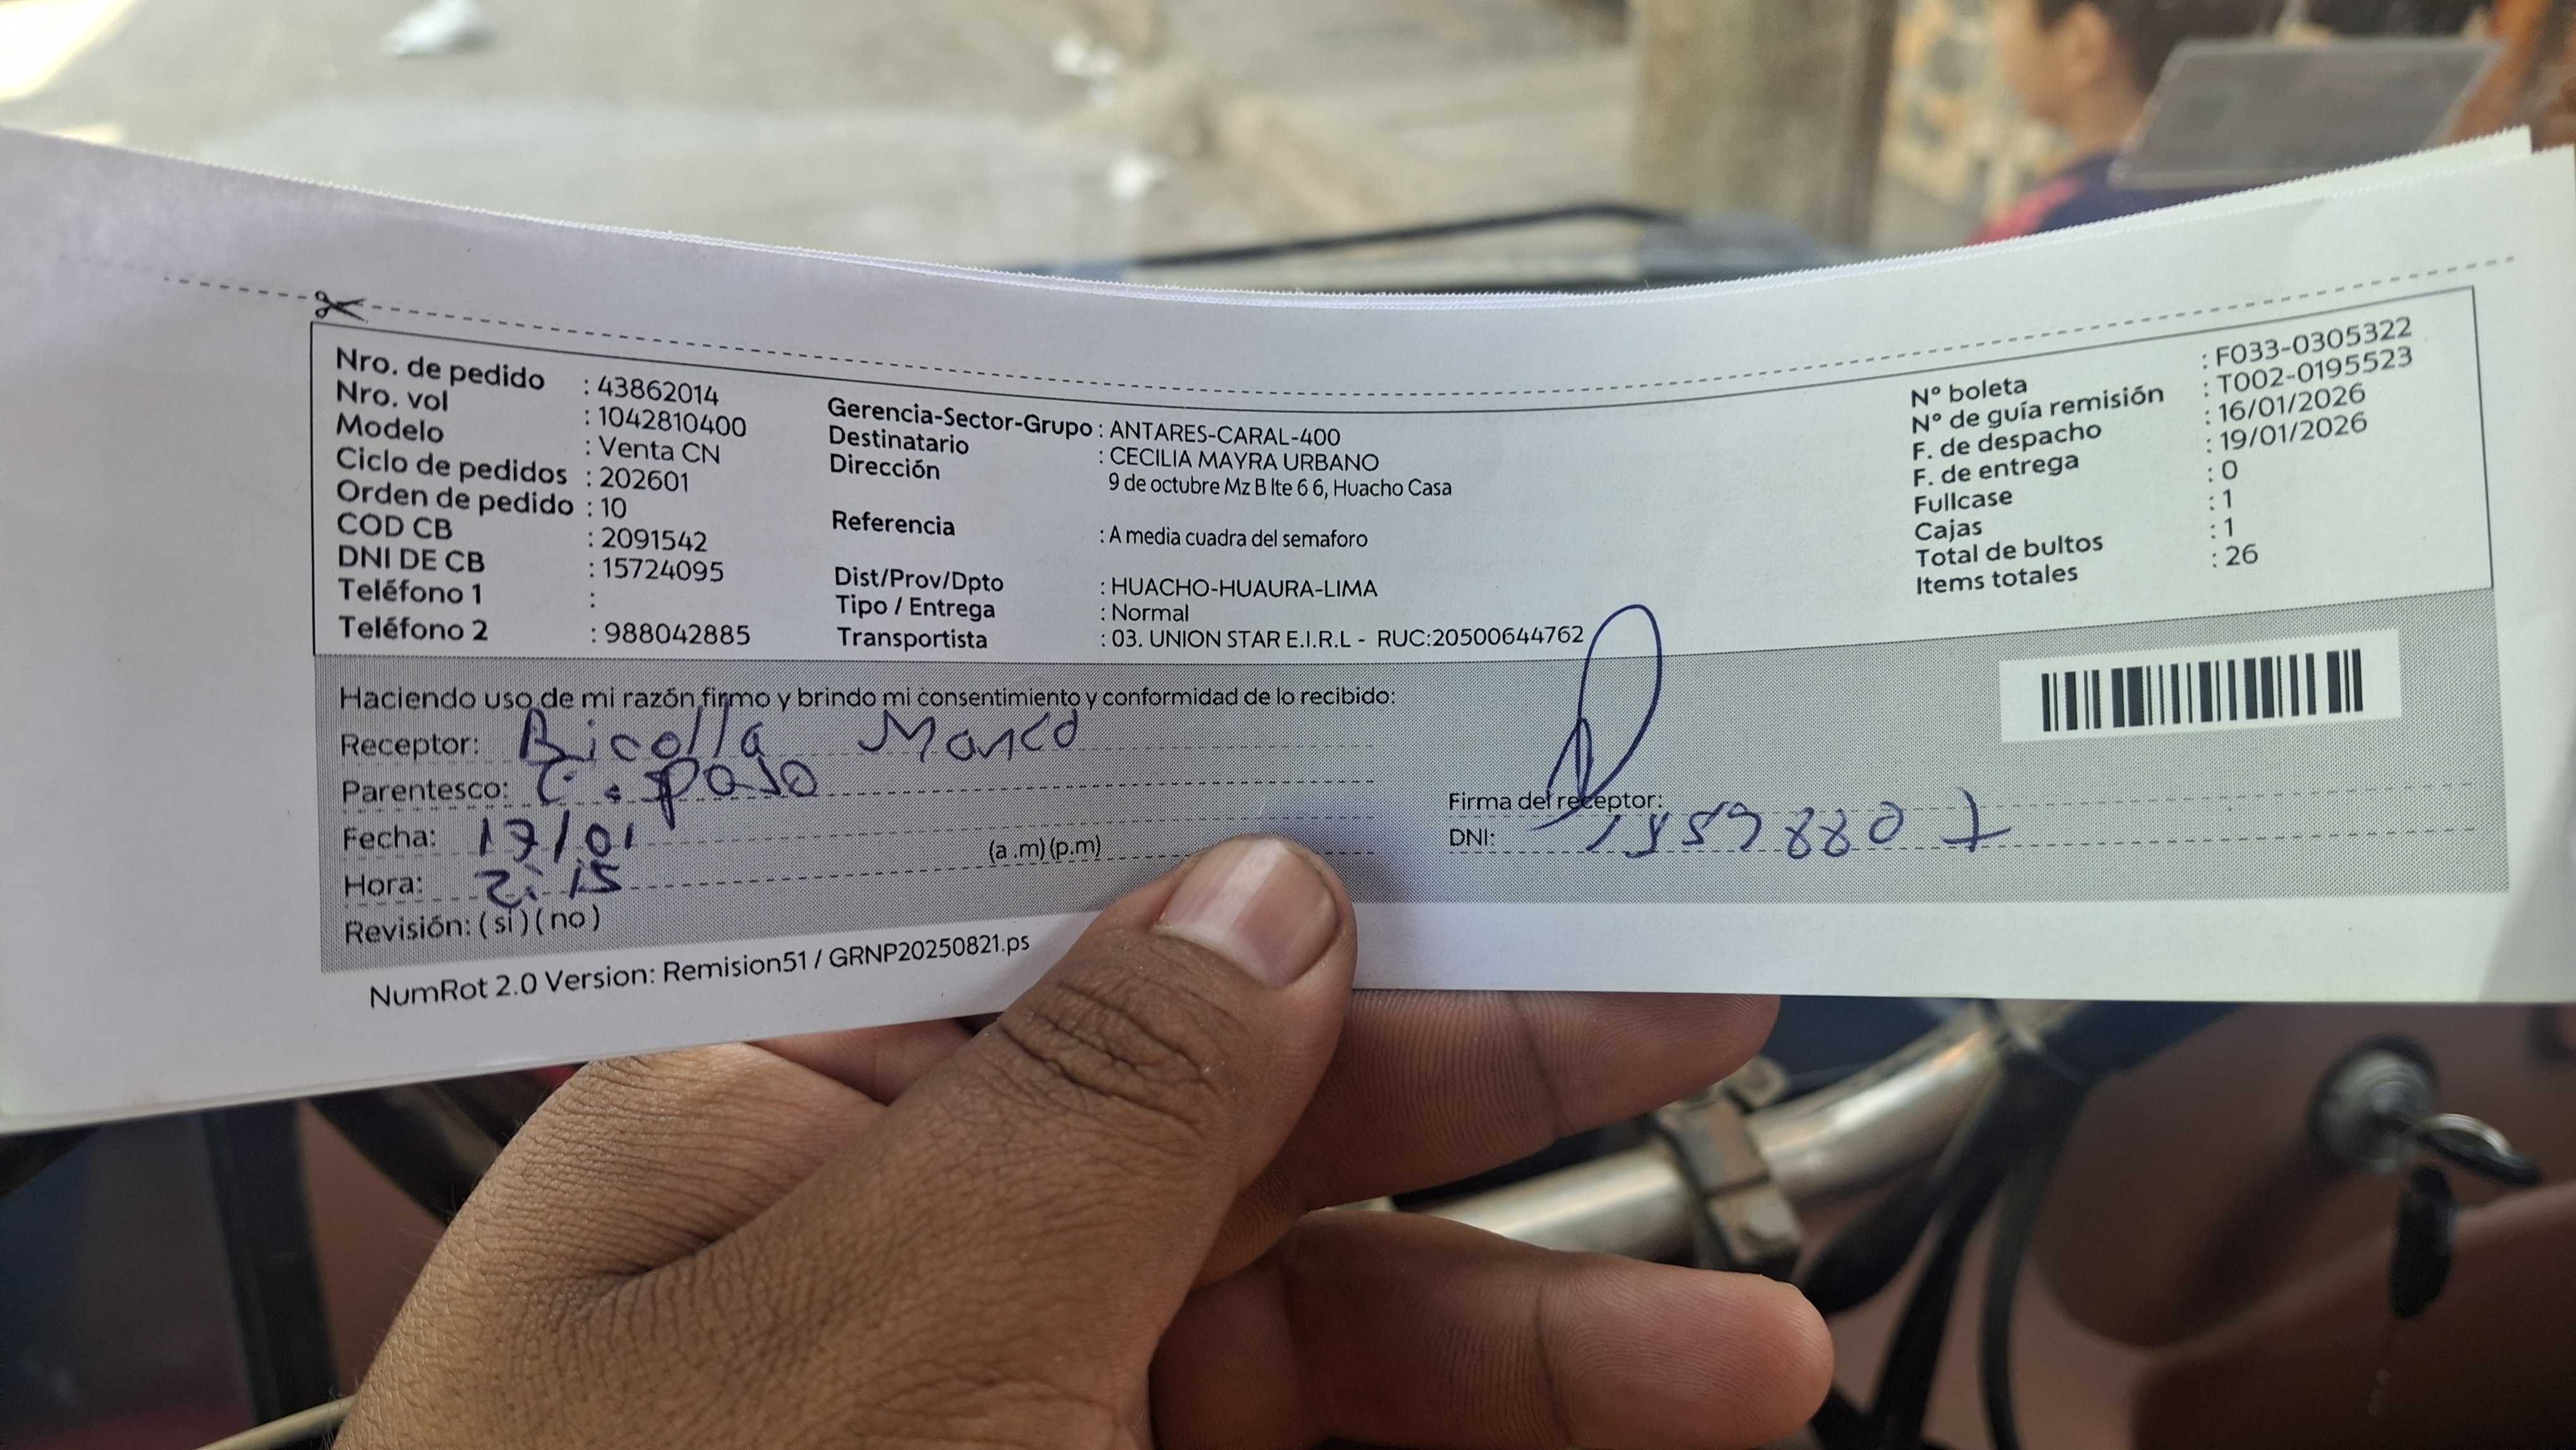 Nro. de pedido : 43862014
Nro. vol : 1042810400
Modelo : Venta CN
Ciclo de pedidos : 202601
Orden de pedido : 10
COD CB : 2091542
DNI DE CB : 15724095
Teléfono 1 :
Teléfono 2 : 988042885
Gerencia-Sector-Grupo : ANTARES-CARAL-400
Destinatario : CECILIA MAYRA URBANO
Dirección 9 de octubre Mz B lte 6 6, Huacho Casa
Referencia : A media cuadra del semaforo
Dist/Prov/Dpto : HUACHO-HUAURA-LIMA
Tipo / Entrega : Normal
Transportista : 03. UNION STAR E.I.R.L - RUC:20500644762
N° boleta : F033-0305322
N° de guía remisión : T002-0195523
F. de despacho : 16/01/2026
F. de entrega : 19/01/2026
Fullcase : 0
Cajas : 1
Total de bultos : 1
Items totales : 26
Haciendo uso de mi razón firmo y brindo mi consentimiento y conformidad de lo recibido:
Receptor:
Parentesco:
Fecha: 17/01
Hora: 2:15 (a .m) (p.m)
Revisión: ( si ) ( no )
Firma del receptor:
DNI:
NumRot 2.0 Version: Remision51 / GRNP20250821.ps